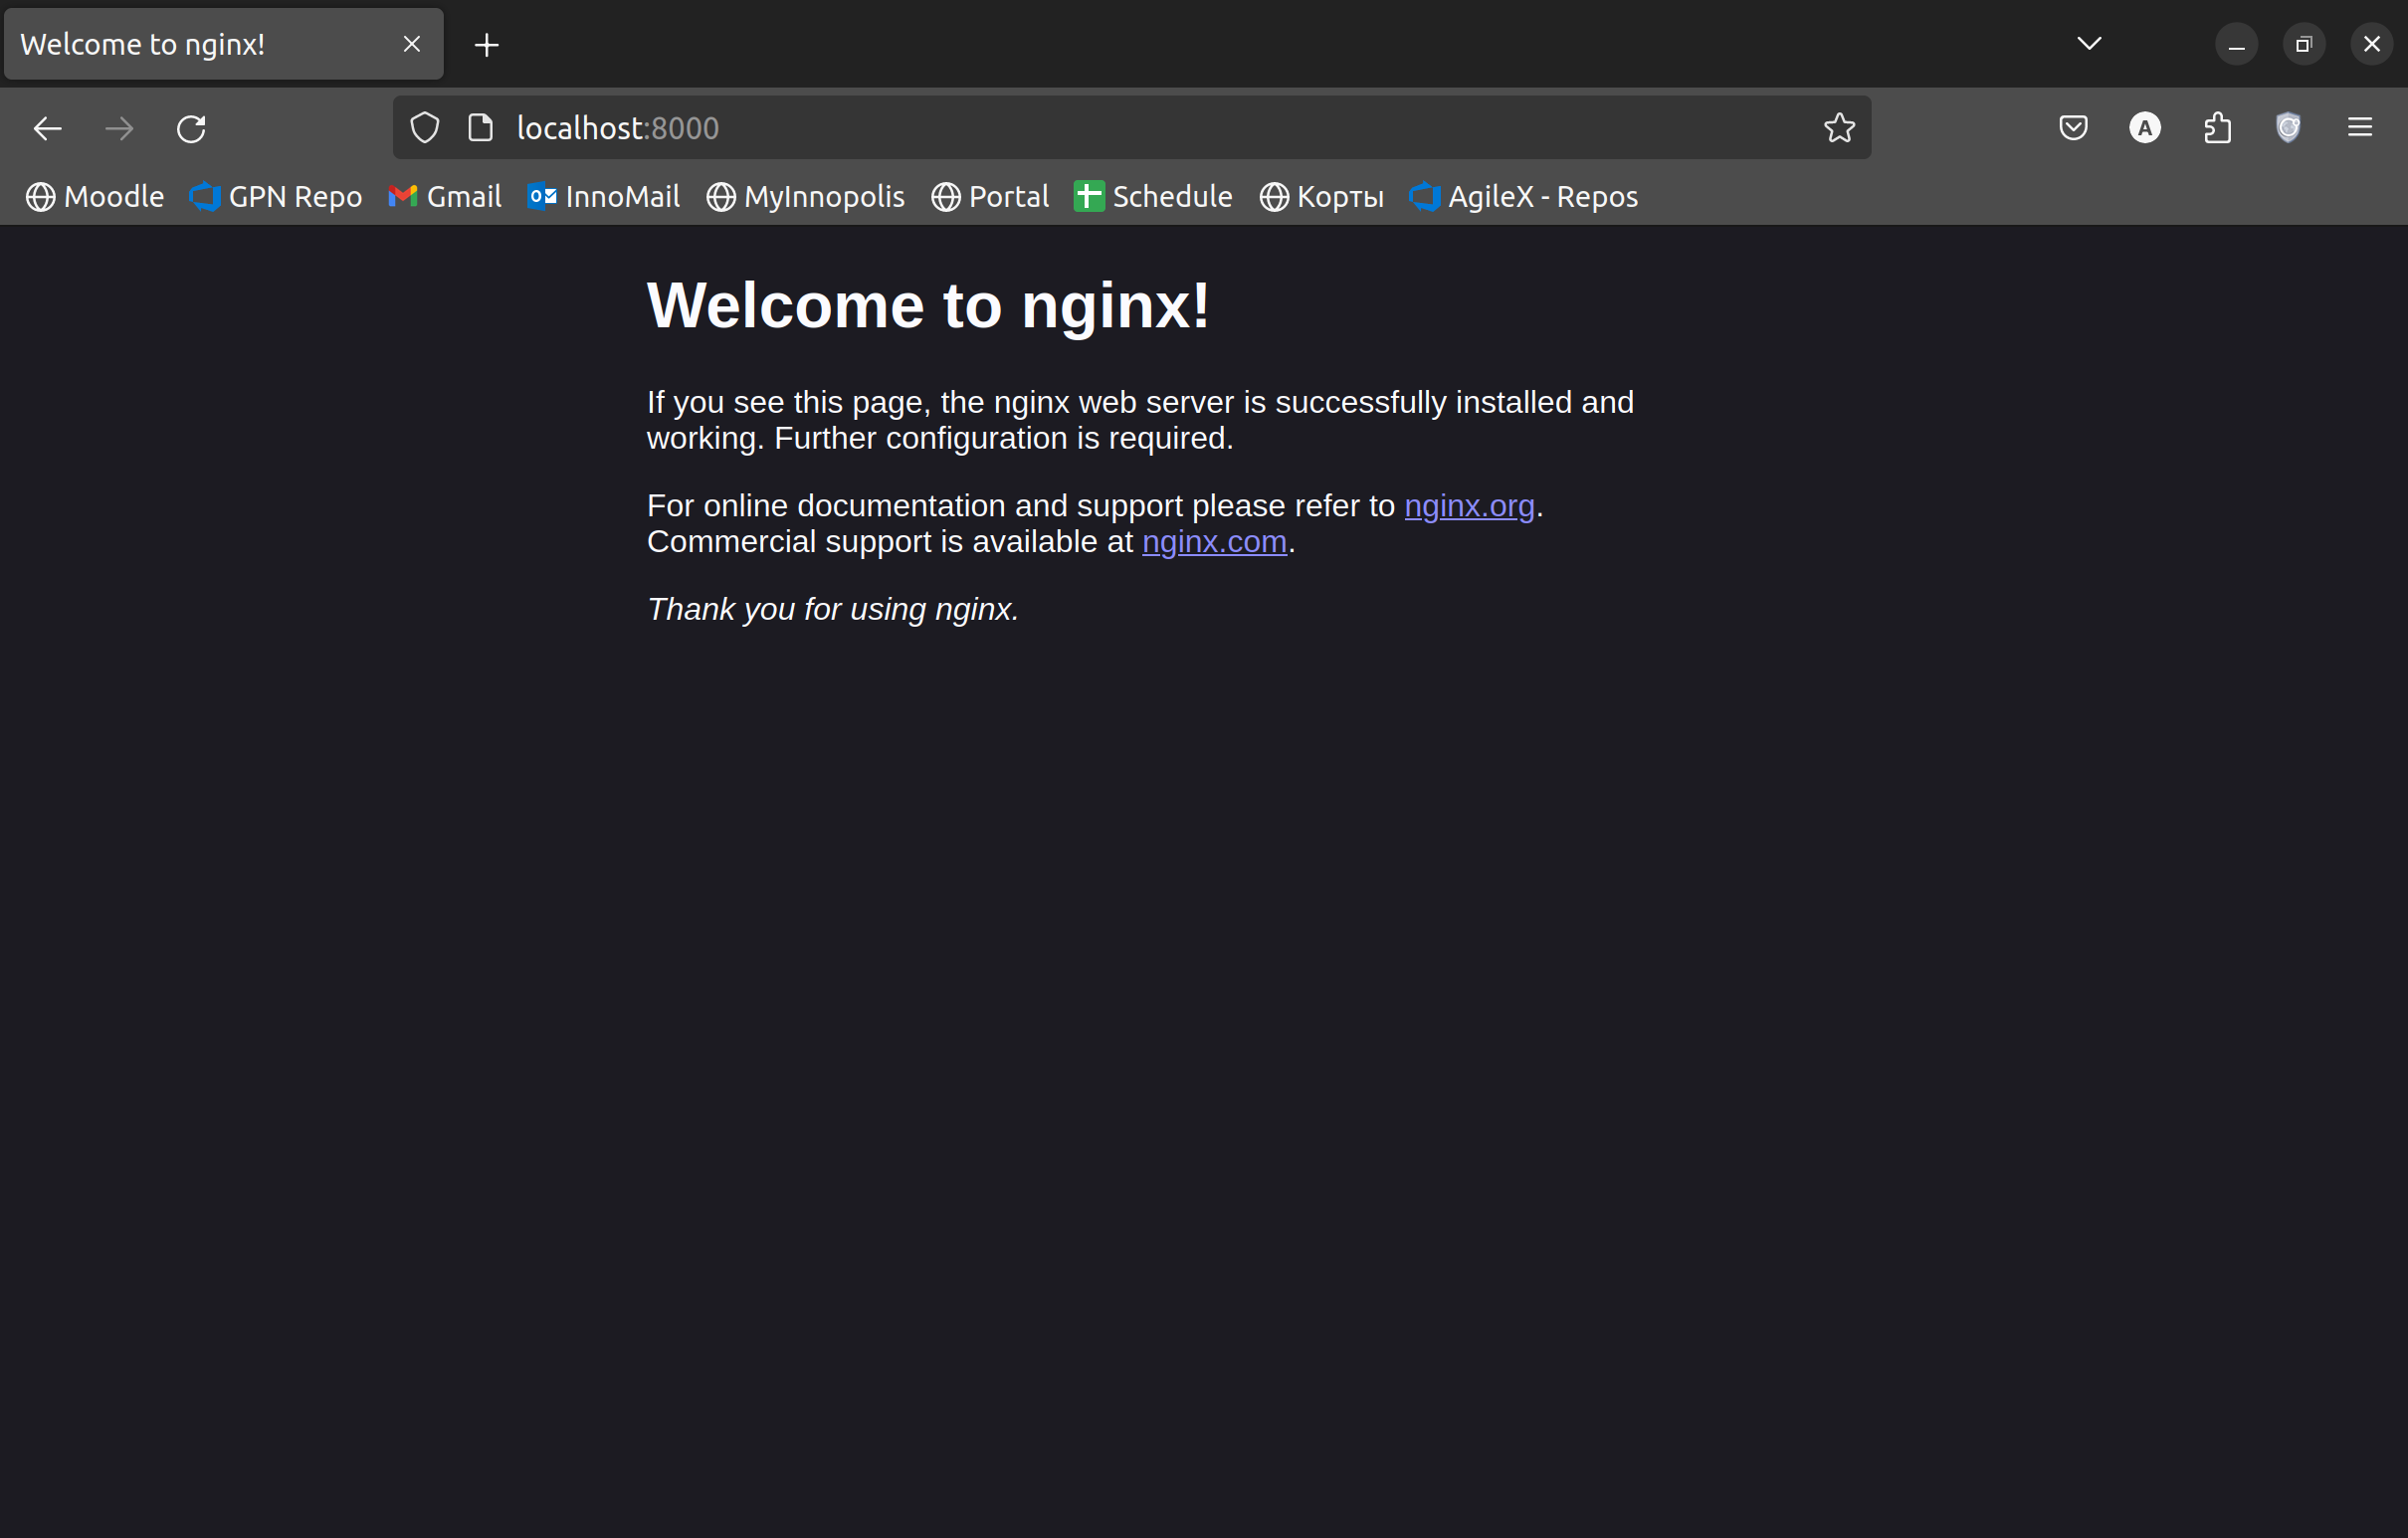 Welcome to nginx!
localhost:8000
A
Moodle GPN Repo Gmail InnoMail MyInnopolis Portal Schedule Корты AgileX - Repos
Welcome to nginx!
If you see this page, the nginx web server is successfully installed and
working. Further configuration is required.
For online documentation and support please refer to nginx.org.
Commercial support is available at nginx.com.
Thank you for using nginx.